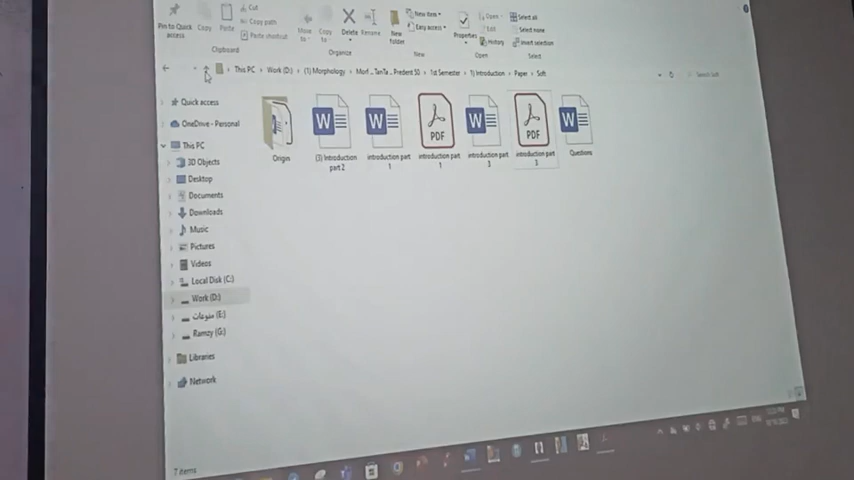 Pin to Quick access
Copy
Paste
Cut
Copy path
Paste shortcut
Clipboard
Move to
Copy to
Delete
Rename
Organize
New Folder
New item
Easy access
New
Properties
Open
Edit
History
Open
Select all
Select none
Invert selection
This PC > Work (D:) > (1) Morphology > > 1st Semester > 1) Introduction > Paper > Soft
Search Soft
Quick access
OneDrive - Personal
This PC
3D Objects
Desktop
Documents
Downloads
Music
Pictures
Videos
Local Disk (C:)
Work (D:)
منوعات (E:)
Ramzy (G:)
Libraries
Network
Origin
(3) Introduction part 2
introduction part 1
introduction part 1
introduction part 3
introduction part 3
Questions
7 items